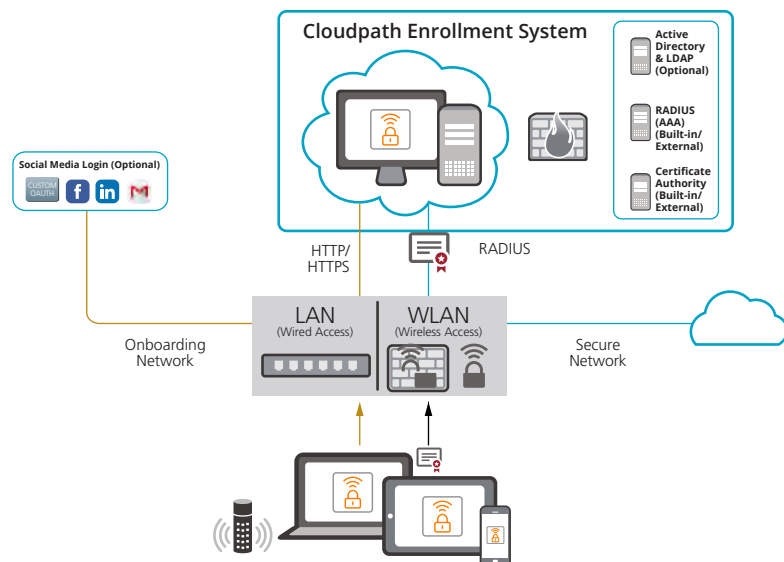 Cloudpath Enrollment System
Active
Directory
& LDAP
(Optional)
RADIUS
(AAA)
(Built-in/
External)
Certificate
Authority
(Built-in/
External)
Social Media Login (Optional)
CUSTOM
OAUTH
f
in
M
HTTP/
HTTPS
RADIUS
LAN
(Wired Access)
WLAN
(Wireless Access)
Onboarding
Network
Secure
Network